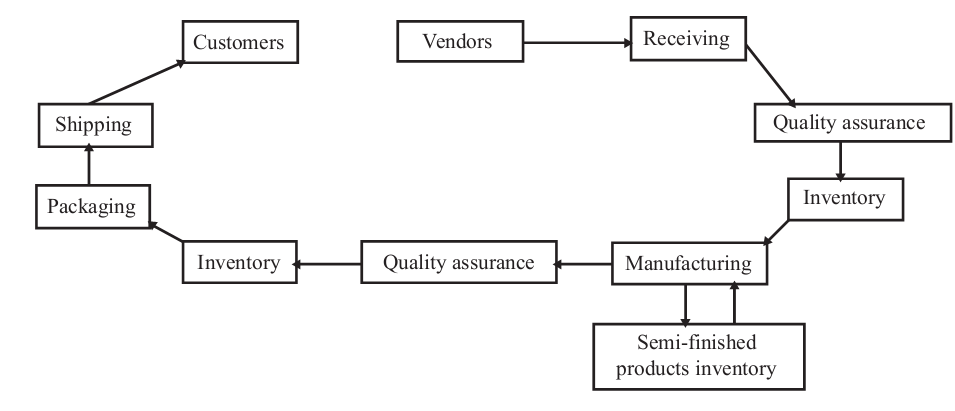 Customers
Vendors
Receiving
Shipping
Quality assurance
Packaging
Inventory
Inventory
Quality assurance
Manufacturing
Semi-finished
products inventory